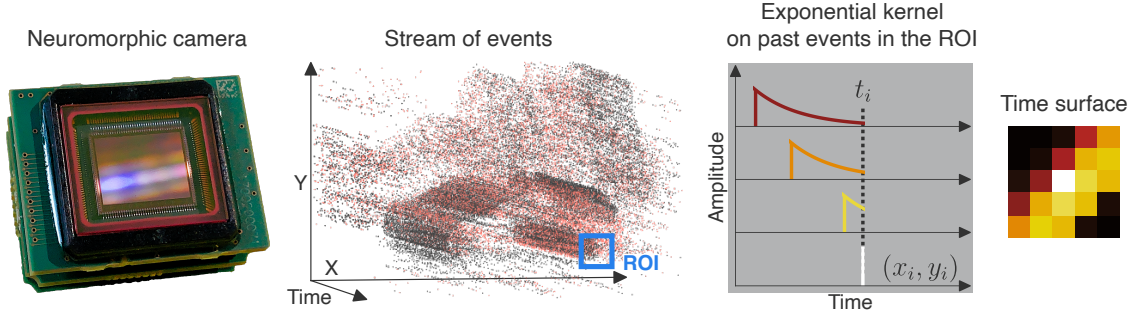 Neuromorphic camera
Stream of events
Exponential kernel
on past events in the ROI
Time surface
Y
X
Time
ROI
Amplitude
t_i
(x_i, y_i)
Time